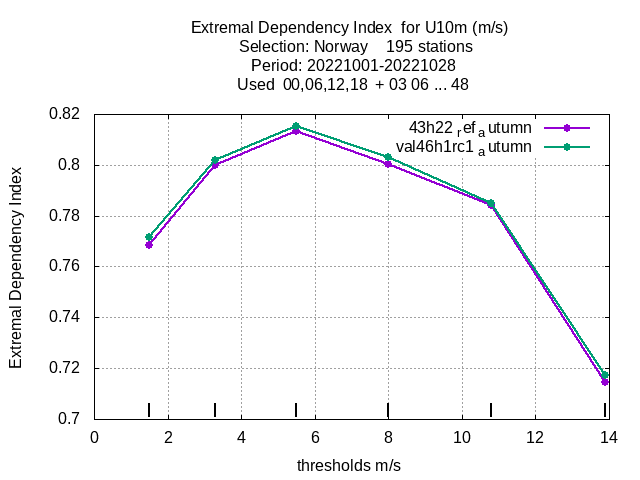 Extremal Dependency Index  for U10m (m/s)
Selection: Norway    195 stations
Period: 20221001-20221028
Used  00,06,12,18  + 03 06 ... 48
0.82
43h22 ref autumn
0.8
val46h1rc1 autumn
0.78
0.76
0.74
0.72
0.7
Extremal Dependency Index
0 2 4 6 8 10 12 14
thresholds m/s